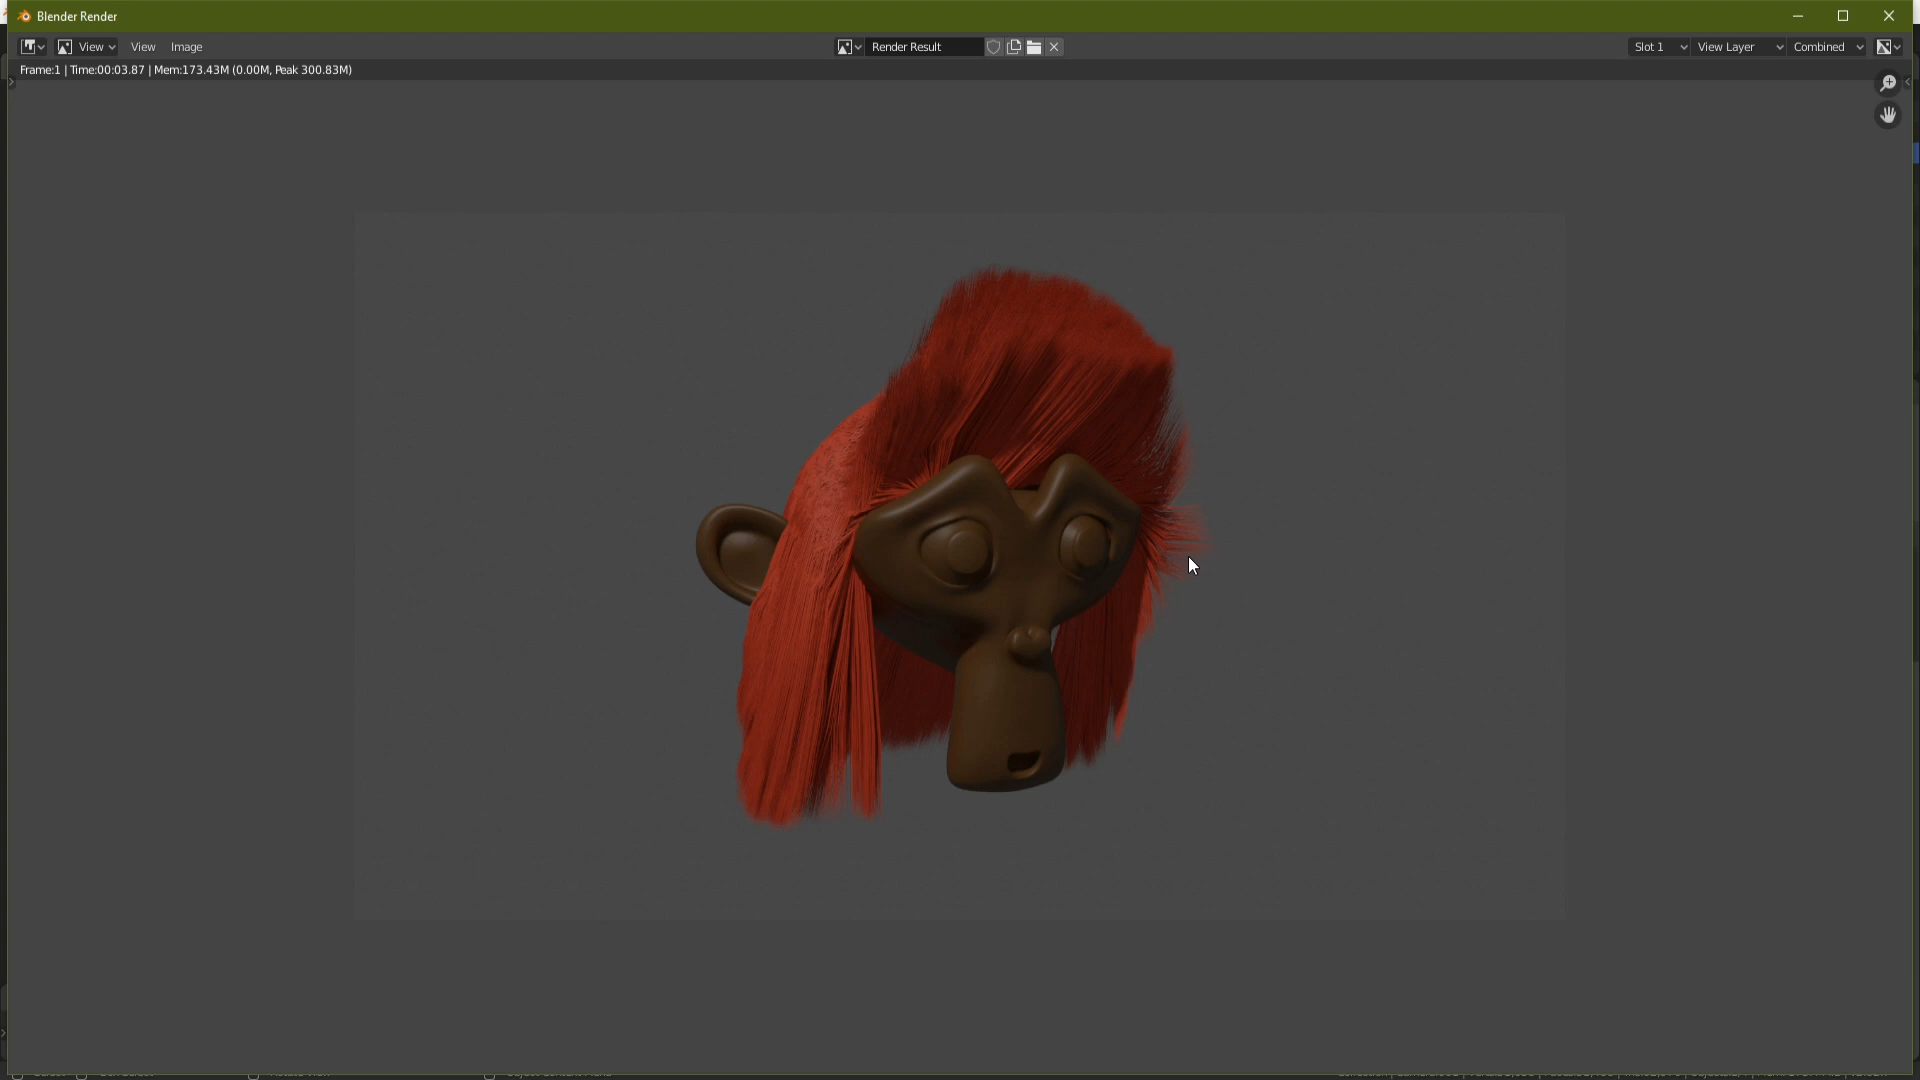 Blender Render
View View Image Render Result Slot 1 View Layer Combined
Frame:1 | Time:00:03.87 | Mem:173.43M (0.00M, Peak 300.83M)